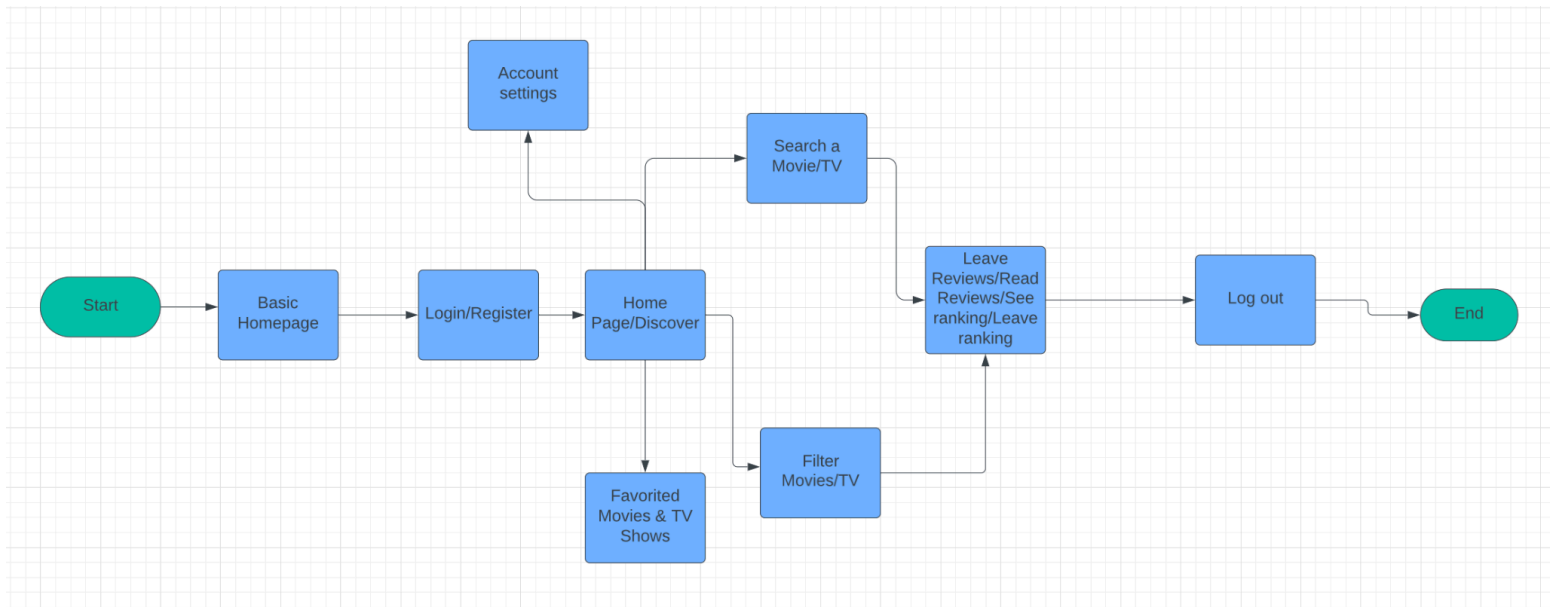 Account
settings
Search a
Movie/TV
Start
Basic
Homepage
Login/Register
Home
Page/Discover
Leave
Reviews/Read
Reviews/See
ranking/Leave
ranking
Log out
End
Filter
Movies/TV
Favorited
Movies & TV
Shows